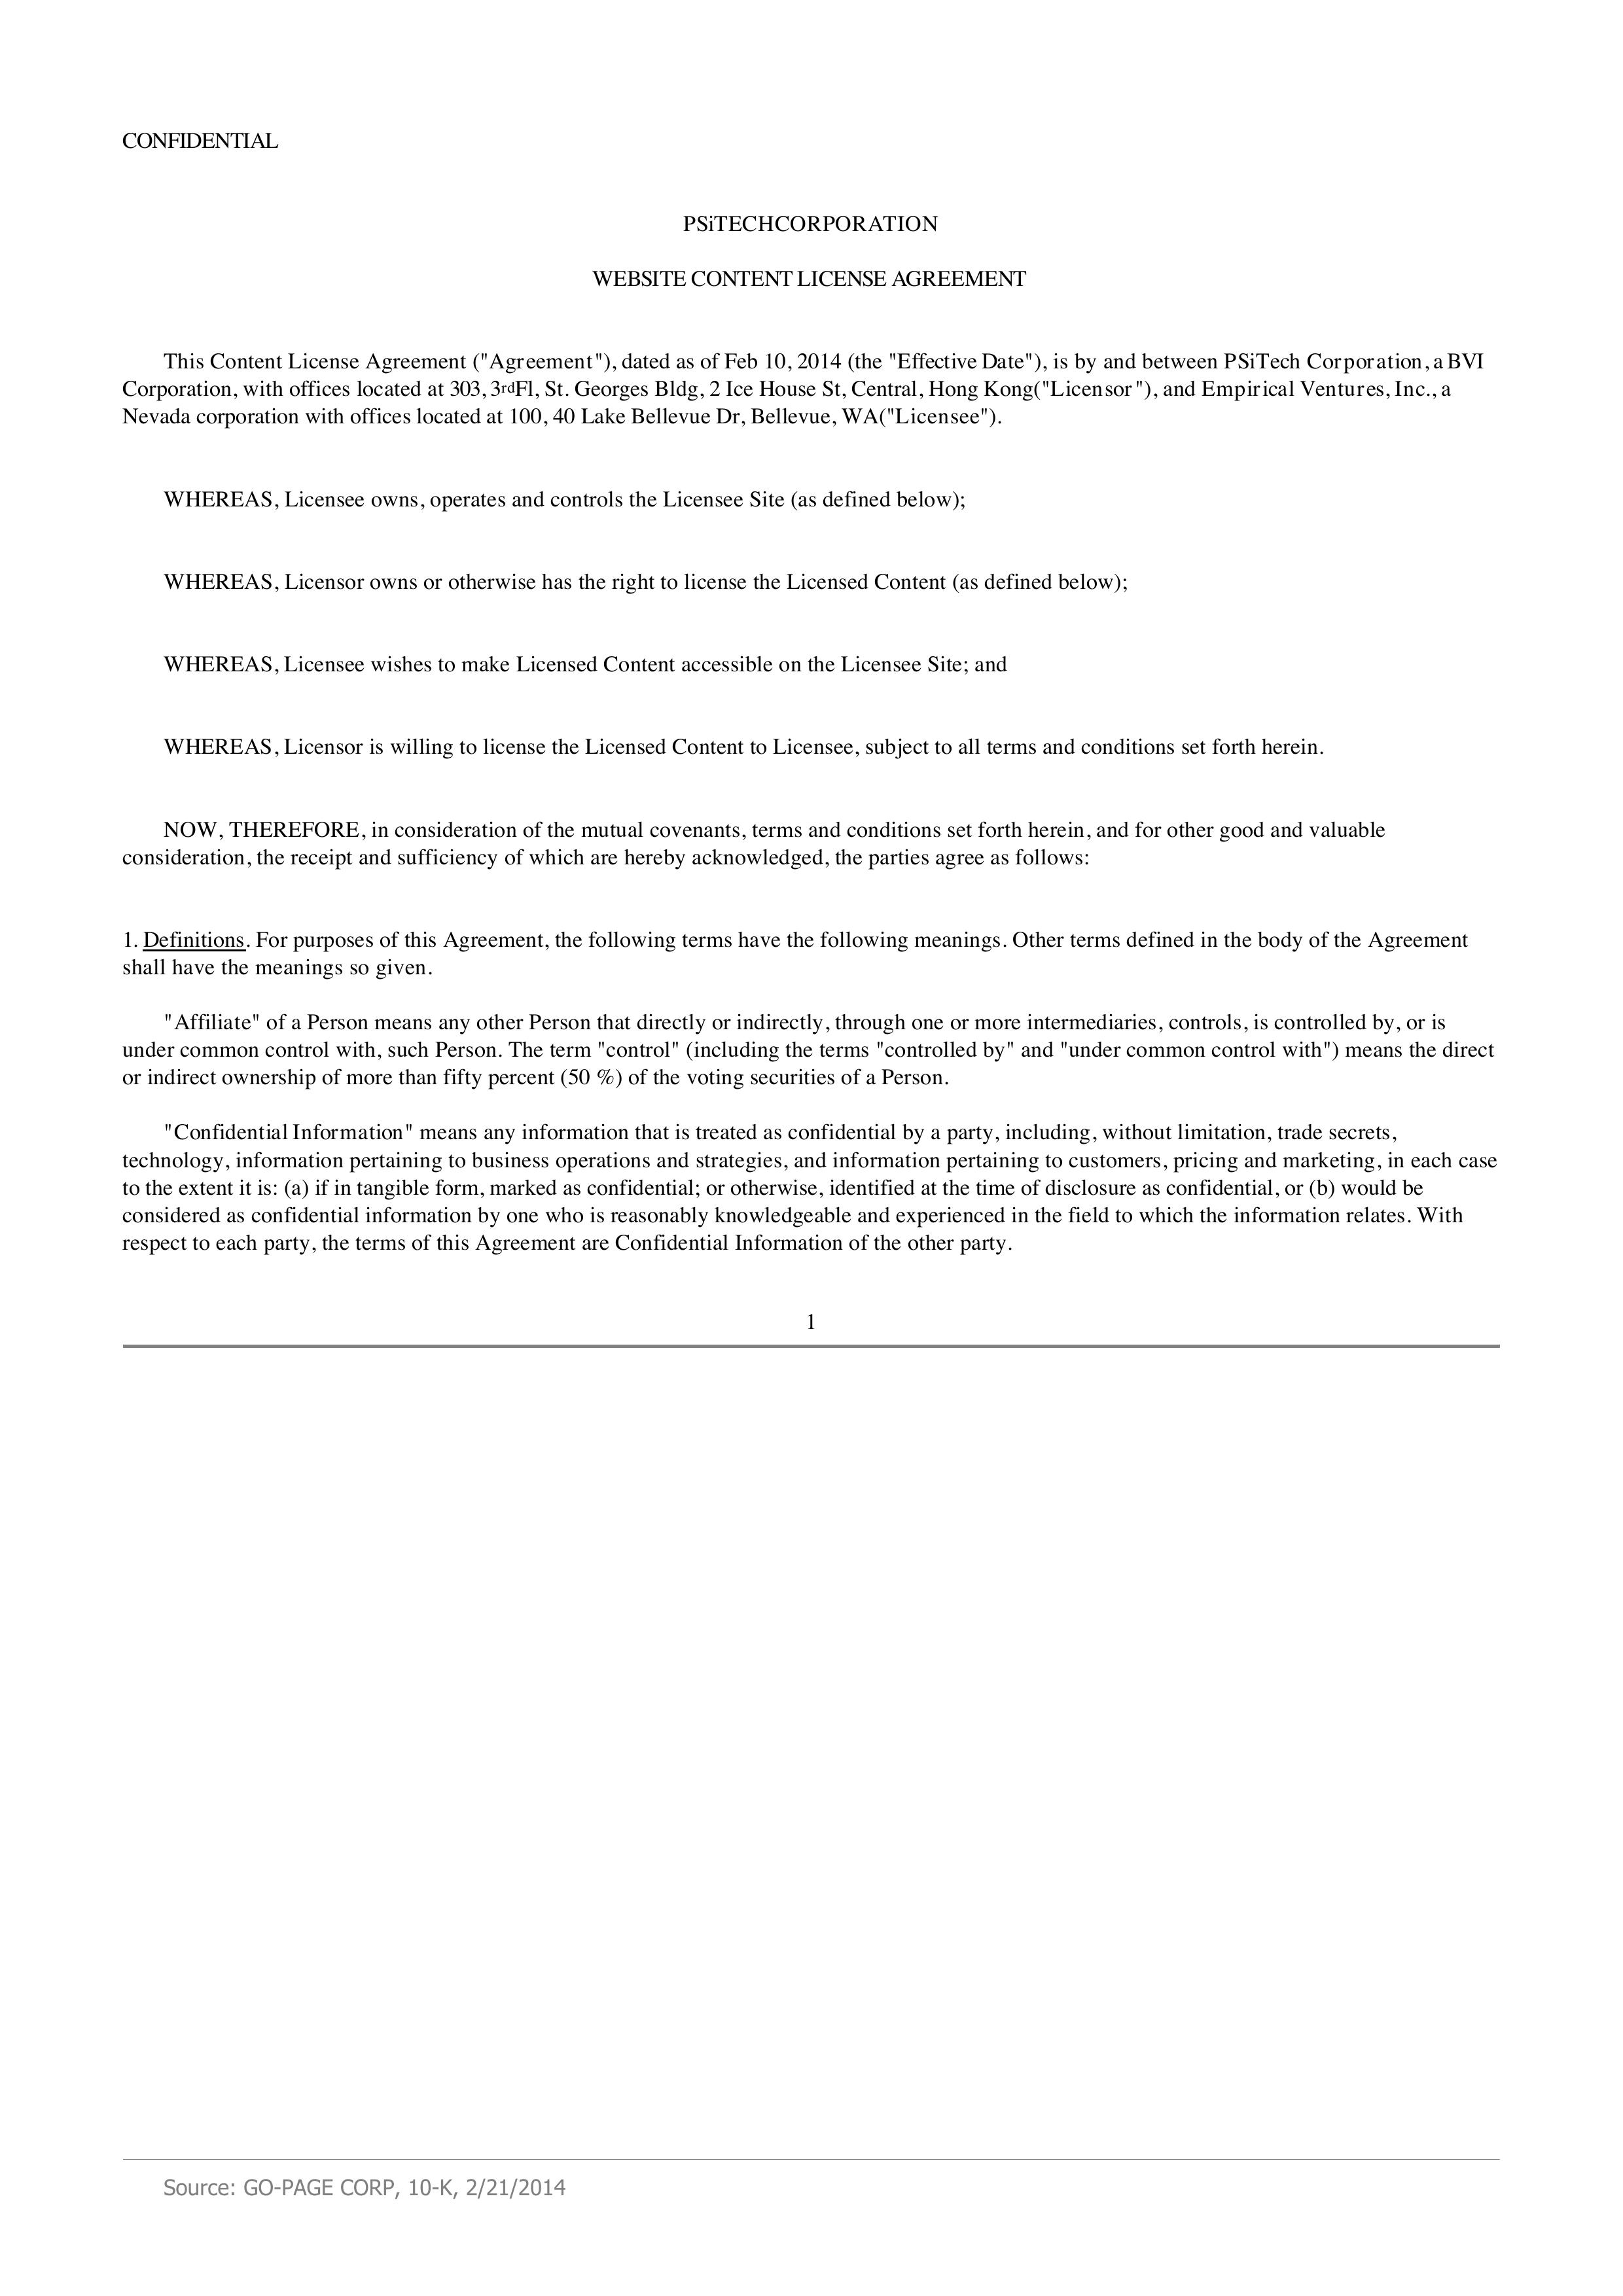 CONFIDENTIAL
PSiTECHCORPORATION
WEBSITE CONTENT LICENSE AGREEMENT
This Content License Agreement ("Agreement"), dated as of Feb 10, 2014 (the "Effective Date"), is by and between PSiTech Corporation, a BVI
Corporation, with offices located at 303, 3rdFl, St. Georges Bldg, 2 Ice House St, Central, Hong Kong("Licensor"), and Empirical Ventures, Inc., a
Nevada corporation with offices located at 100, 40 Lake Bellevue Dr, Bellevue, WA("Licensee").
WHEREAS, Licensee owns, operates and controls the Licensee Site (as defined below);
WHEREAS, Licensor owns or otherwise has the right to license the Licensed Content (as defined below);
WHEREAS, Licensee wishes to make Licensed Content accessible on the Licensee Site; and
WHEREAS, Licensor is willing to license the Licensed Content to Licensee, subject to all terms and conditions set forth herein.
NOW, THEREFORE, in consideration of the mutual covenants, terms and conditions set forth herein, and for other good and valuable
consideration, the receipt and sufficiency of which are hereby acknowledged, the parties agree as follows:
1. Definitions. For purposes of this Agreement, the following terms have the following meanings. Other terms defined in the body of the Agreement
shall have the meanings so given.
"Affiliate" of a Person means any other Person that directly or indirectly, through one or more intermediaries, controls, is controlled by, or is
under common control with, such Person. The term "control" (including the terms "controlled by" and "under common control with") means the direct
or indirect ownership of more than fifty percent (50 %) of the voting securities of a Person.
"Confidential Information" means any information that is treated as confidential by a party, including, without limitation, trade secrets,
technology, information pertaining to business operations and strategies, and information pertaining to customers, pricing and marketing, in each case
to the extent it is: (a) if in tangible form, marked as confidential; or otherwise, identified at the time of disclosure as confidential, or (b) would be
considered as confidential information by one who is reasonably knowledgeable and experienced in the field to which the information relates. With
respect to each party, the terms of this Agreement are Confidential Information of the other party.
1
Source: GO-PAGE CORP, 10-K, 2/21/2014